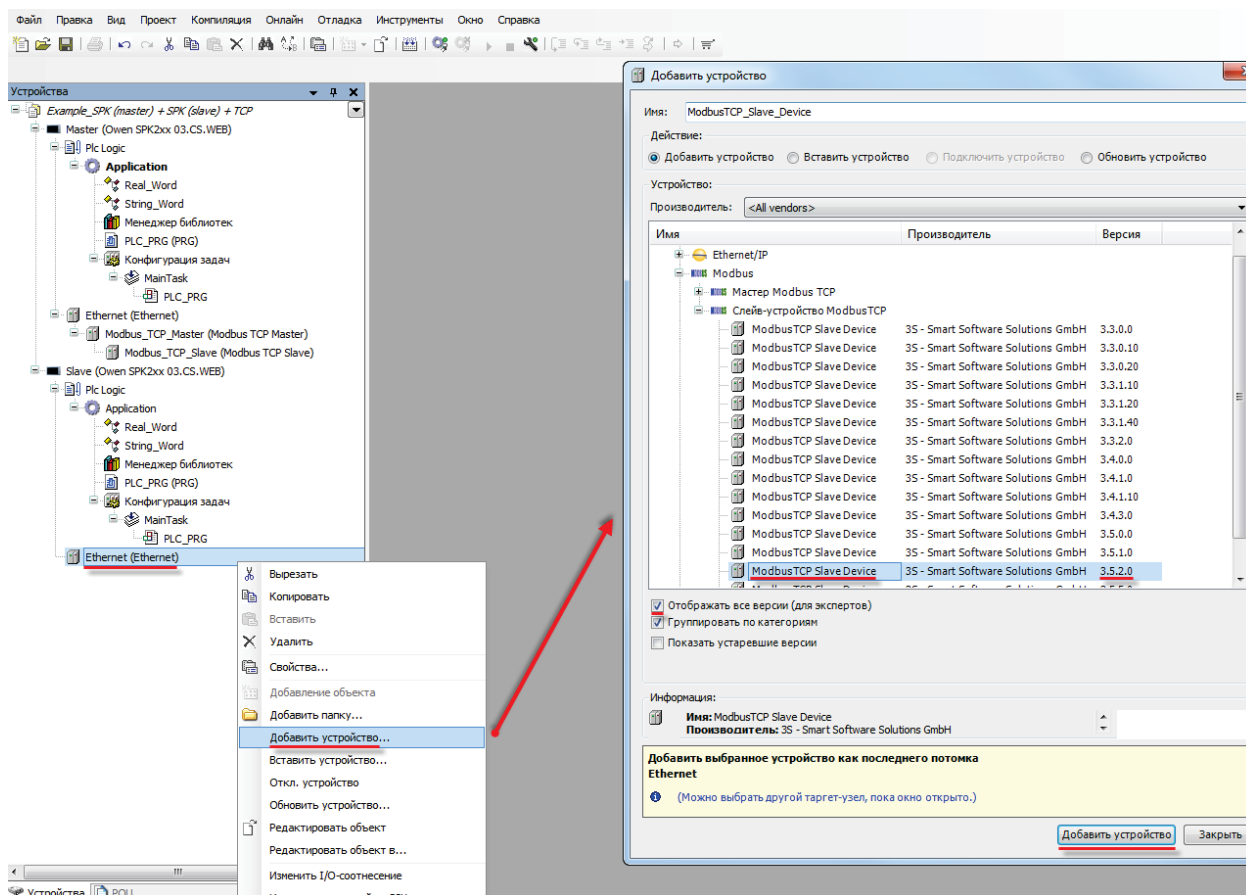 Файл Правка Вид Проект Компиляция Онлайн Отладка Инструменты Окно Справка
Устройства
Example_SPK (master) + SPK (slave) + TCP
Master (Owen SPK2xx 03.CS.WEB)
Plc Logic
Application
Real_Word
String_Word
Менеджер библиотек
PLC_PRG (PRG)
Конфигурация задач
MainTask
PLC_PRG
Ethernet (Ethernet)
Modbus_TCP_Master (Modbus TCP Master)
Modbus_TCP_Slave (Modbus TCP Slave)
Slave (Owen SPK2xx 03.CS.WEB)
Plc Logic
Application
Real_Word
String_Word
Менеджер библиотек
PLC_PRG (PRG)
Конфигурация задач
MainTask
PLC_PRG
Ethernet (Ethernet)
Вырезать
Копировать
Вставить
Удалить
Свойства...
Добавление объекта
Добавить папку...
Добавить устройство...
Вставить устройство...
Откл. устройство
Обновить устройство...
Редактировать объект
Редактировать объект в...
Изменить I/O-соотнесение
Устройства POU
Добавить устройство
Имя: ModbusTCP_Slave_Device
Действие:
Добавить устройство Вставить устройство Подключить устройство Обновить устройство
Устройство:
Производитель: <All vendors>
Имя Производитель Версия
Ethernet/IP
Modbus
Мастер Modbus TCP
Слейв-устройство ModbusTCP
ModbusTCP Slave Device 3S - Smart Software Solutions GmbH 3.3.0.0
ModbusTCP Slave Device 3S - Smart Software Solutions GmbH 3.3.0.10
ModbusTCP Slave Device 3S - Smart Software Solutions GmbH 3.3.0.20
ModbusTCP Slave Device 3S - Smart Software Solutions GmbH 3.3.1.10
ModbusTCP Slave Device 3S - Smart Software Solutions GmbH 3.3.1.20
ModbusTCP Slave Device 3S - Smart Software Solutions GmbH 3.3.1.40
ModbusTCP Slave Device 3S - Smart Software Solutions GmbH 3.3.2.0
ModbusTCP Slave Device 3S - Smart Software Solutions GmbH 3.4.0.0
ModbusTCP Slave Device 3S - Smart Software Solutions GmbH 3.4.1.0
ModbusTCP Slave Device 3S - Smart Software Solutions GmbH 3.4.1.10
ModbusTCP Slave Device 3S - Smart Software Solutions GmbH 3.4.3.0
ModbusTCP Slave Device 3S - Smart Software Solutions GmbH 3.5.0.0
ModbusTCP Slave Device 3S - Smart Software Solutions GmbH 3.5.1.0
ModbusTCP Slave Device 3S - Smart Software Solutions GmbH 3.5.2.0
Отображать все версии (для экспертов)
Группировать по категориям
Показать устаревшие версии
Информация:
Имя: ModbusTCP Slave Device
Производитель: 3S - Smart Software Solutions GmbH
Добавить выбранное устройство как последнего потомка
Ethernet
(Можно выбрать другой таргет-узел, пока окно открыто.)
Добавить устройство Закрыть